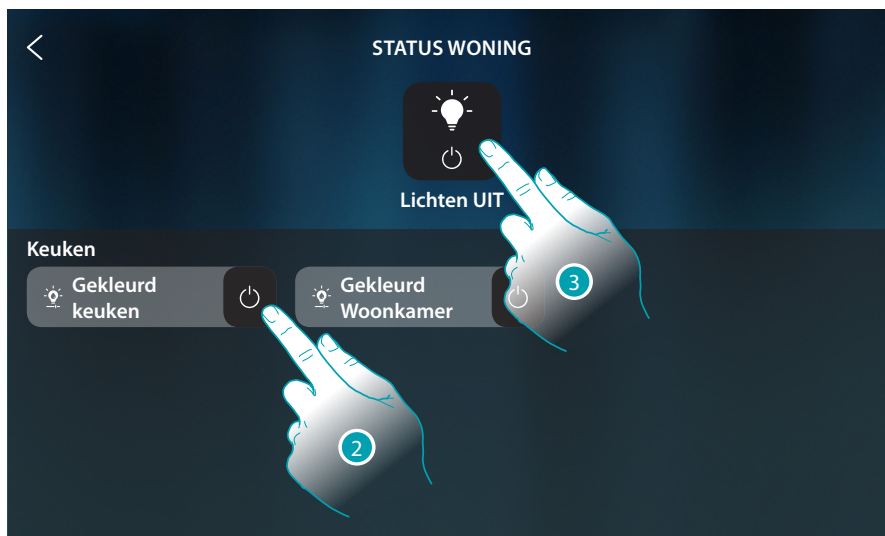 STATUS WONING
Lichten UIT
3
Keuken
Gekleurd
keuken
Gekleurd
Woonkamer
2